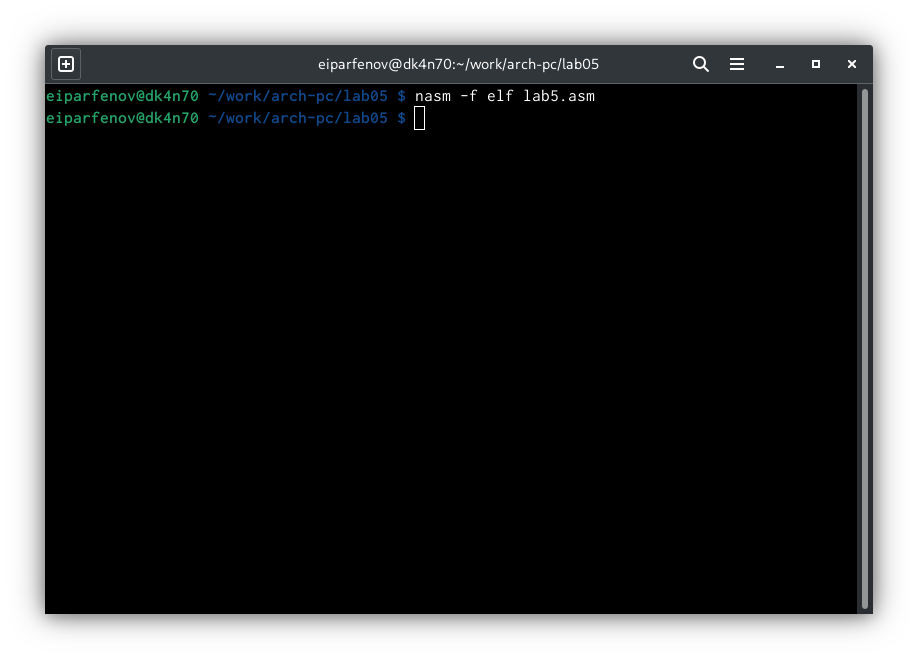 eiparfenov@dk4n70:~/work/arch-pc/lab05
eiparfenov@dk4n70 ~/work/arch-pc/lab05 $ nasm -f elf lab5.asm
eiparfenov@dk4n70 ~/work/arch-pc/lab05 $